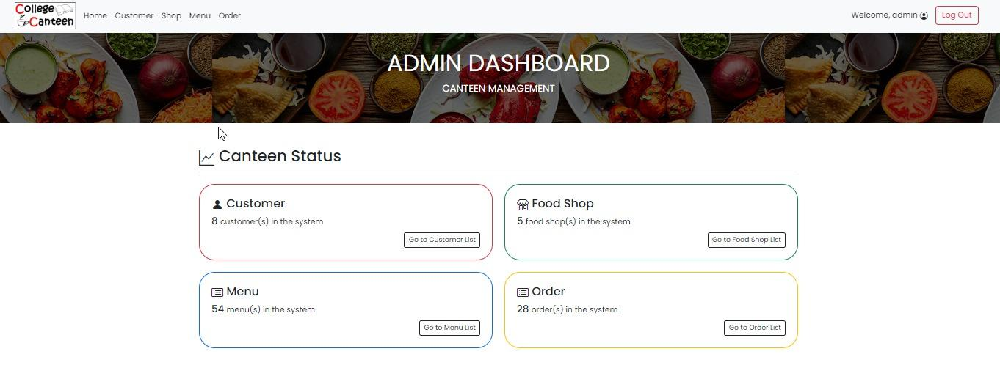 College
Canteen
Home Customer Shop Menu Order
Welcome, admin Log Out
ADMIN DASHBOARD
CANTEEN MANAGEMENT
Canteen Status
Customer
8 customer(s) in the system
Go to Customer List
Food Shop
5 food shop(s) in the system
Go to Food Shop List
Menu
54 menu(s) in the system
Go to Menu List
Order
28 order(s) in the system
Go to Order List